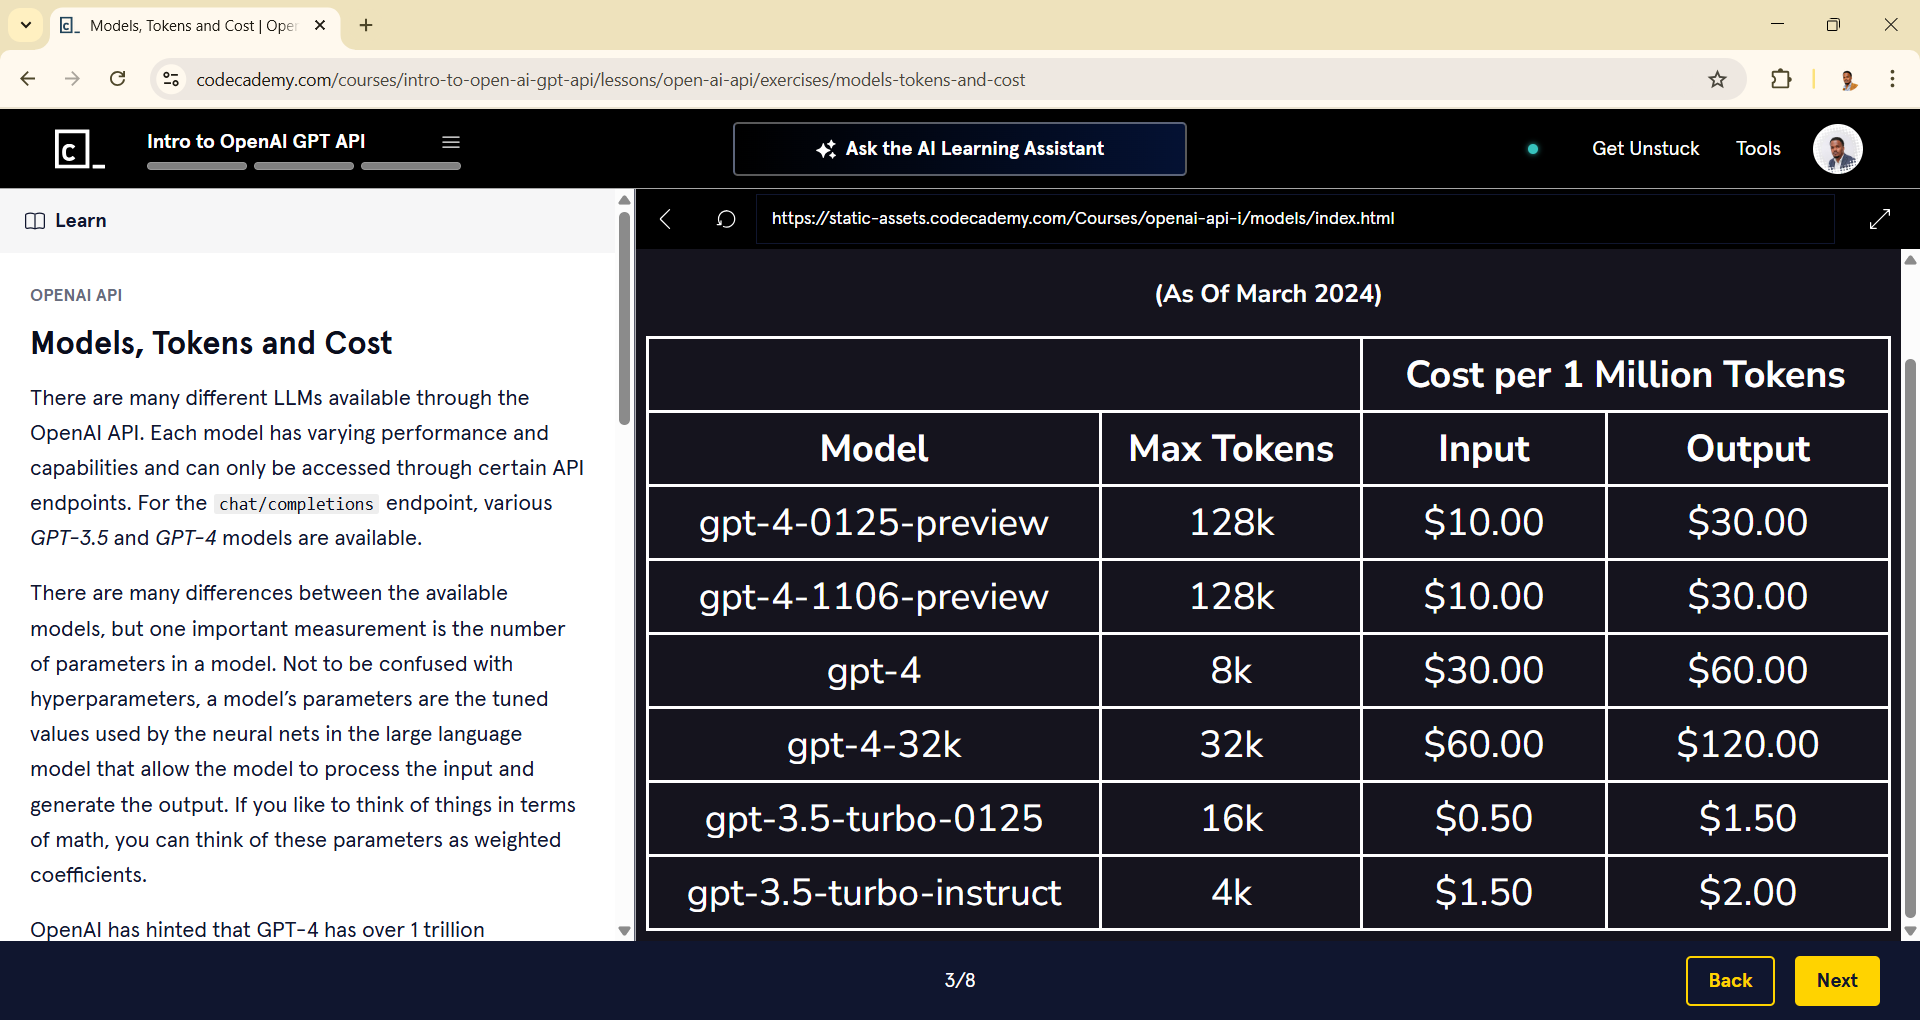 Models, Tokens and Cost | Oper
codecademy.com/courses/intro-to-open-ai-gpt-api/lessons/open-ai-api/exercises/models-tokens-and-cost
c_
Intro to OpenAI GPT API
Ask the AI Learning Assistant
Get Unstuck
Tools
Learn
https://static-assets.codecademy.com/Courses/openai-api-i/models/index.html
OPENAI API
Models, Tokens and Cost
There are many different LLMs available through the
OpenAI API. Each model has varying performance and
capabilities and can only be accessed through certain API
endpoints. For the chat/completions endpoint, various
GPT-3.5 and GPT-4 models are available.
There are many differences between the available
models, but one important measurement is the number
of parameters in a model. Not to be confused with
hyperparameters, a model’s parameters are the tuned
values used by the neural nets in the large language
model that allow the model to process the input and
generate the output. If you like to think of things in terms
of math, you can think of these parameters as weighted
coefficients.
OpenAI has hinted that GPT-4 has over 1 trillion
(As Of March 2024)
Cost per 1 Million Tokens
Model Max Tokens Input Output
gpt-4-0125-preview 128k $10.00 $30.00
gpt-4-1106-preview 128k $10.00 $30.00
gpt-4 8k $30.00 $60.00
gpt-4-32k 32k $60.00 $120.00
gpt-3.5-turbo-0125 16k $0.50 $1.50
gpt-3.5-turbo-instruct 4k $1.50 $2.00
3/8
Back
Next